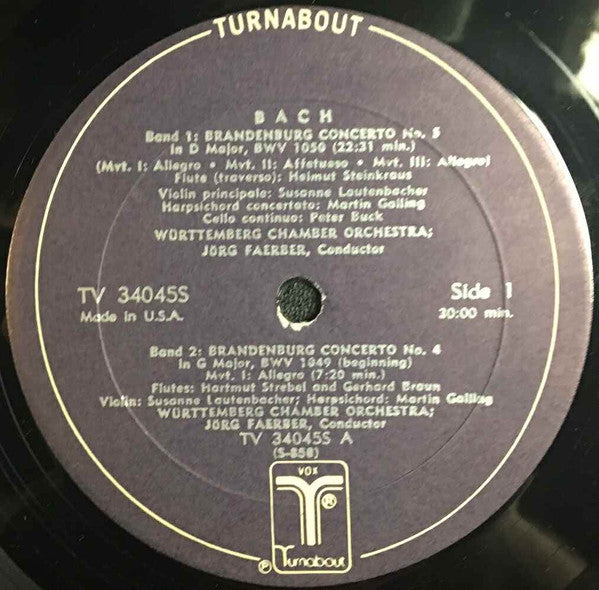 TURNABOUT
BACH
Band 1: BRANDENBURG CONCERTO No. 5
in D Major, BWV 1050 (22:31 min.)
(Mvt. I: Allegro • Mvt. II: Affetuoso • Mvt. III: Allegro)
Flute (traverso): Helmut Steinkraus
Violin principale: Susanne Lautenbacher
Harpsichord concertato: Martin Galling
Cello continuo: Peter Buck
WÜRTTEMBERG CHAMBER ORCHESTRA;
JÖRG FAERBER, Conductor
TV 34045S
Side 1
Made in U.S.A.
30:00 min.
Band 2: BRANDENBURG CONCERTO No. 4
in G Major, BWV 1049 (beginning)
Mvt. I: Allegro (7:20 min.)
Flutes: Hartmut Strebel and Gerhard Braun
Violin: Susanne Lautenbacher; Harpsichord: Martin Galling
WÜRTTEMBERG CHAMBER ORCHESTRA;
JÖRG FAERBER, Conductor
TV 34045S A
(S-858)
VOX
T®
℗ Turnabout